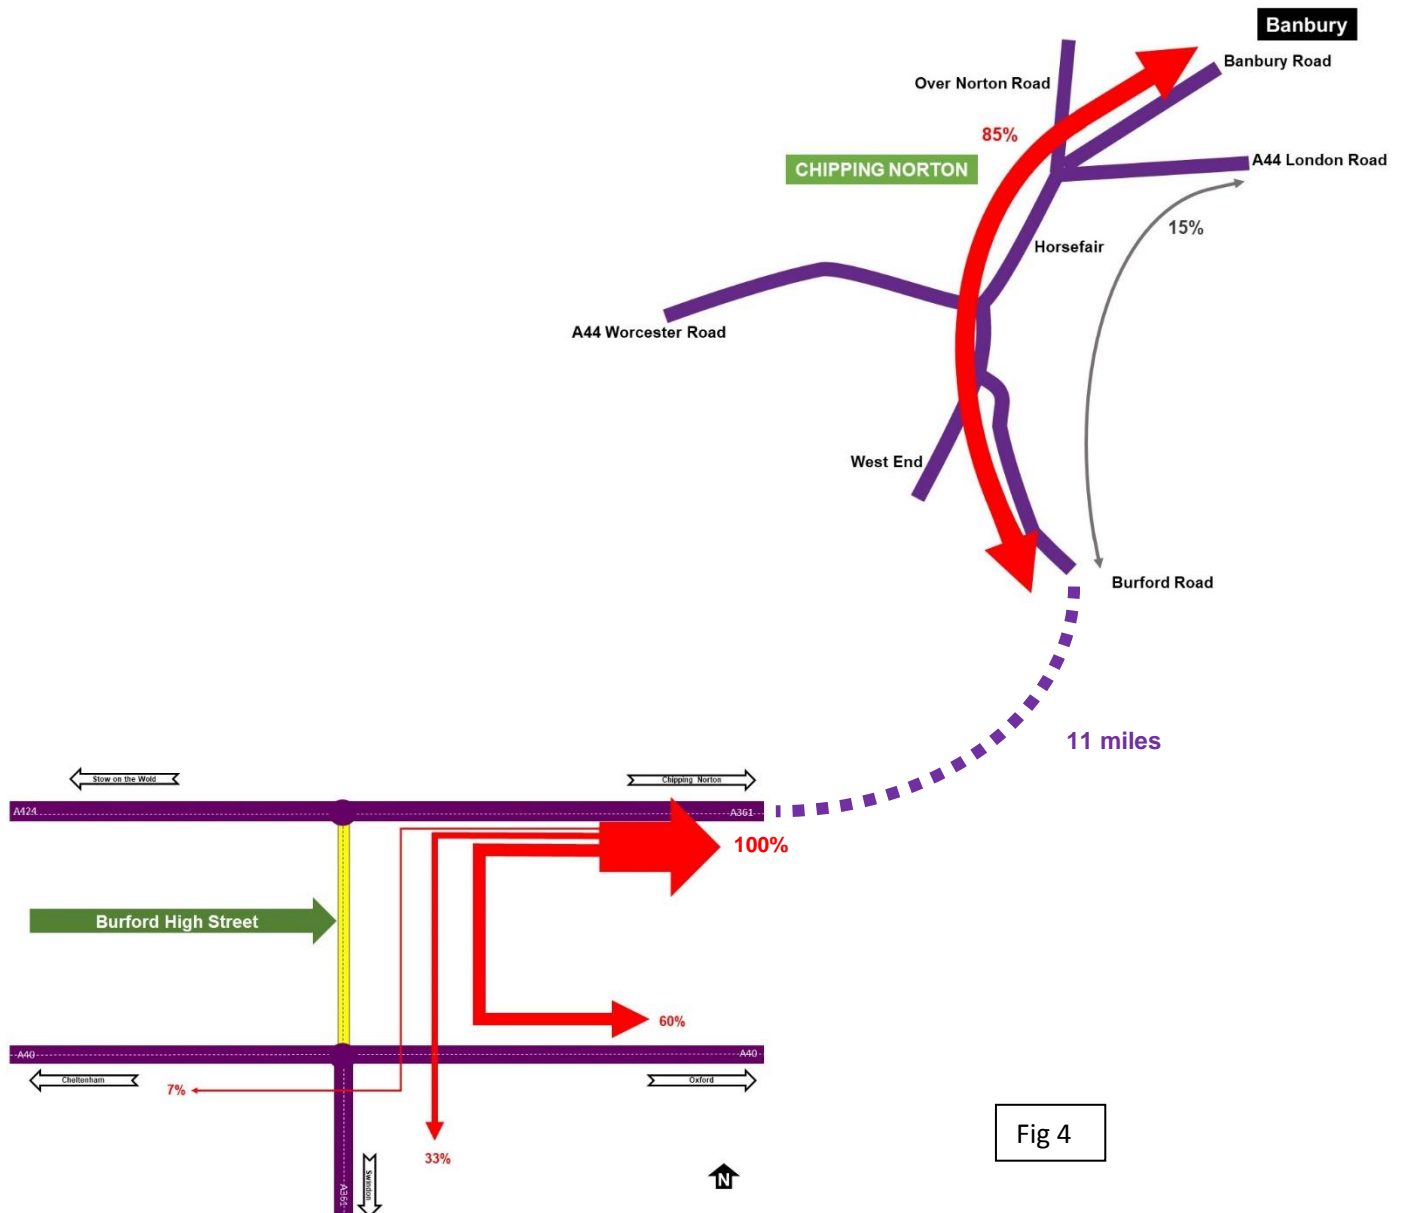 Banbury
Banbury Road
Over Norton Road
85%
CHIPPING NORTON
A44 London Road
15%
Horsefair
A44 Worcester Road
West End
Burford Road
11 miles
Stow on the Wold
Chipping Norton
A424
A361
100%
Burford High Street
60%
A40
A40
Cheltenham
Oxford
7%
33%
Swindon
A361
N
Fig 4